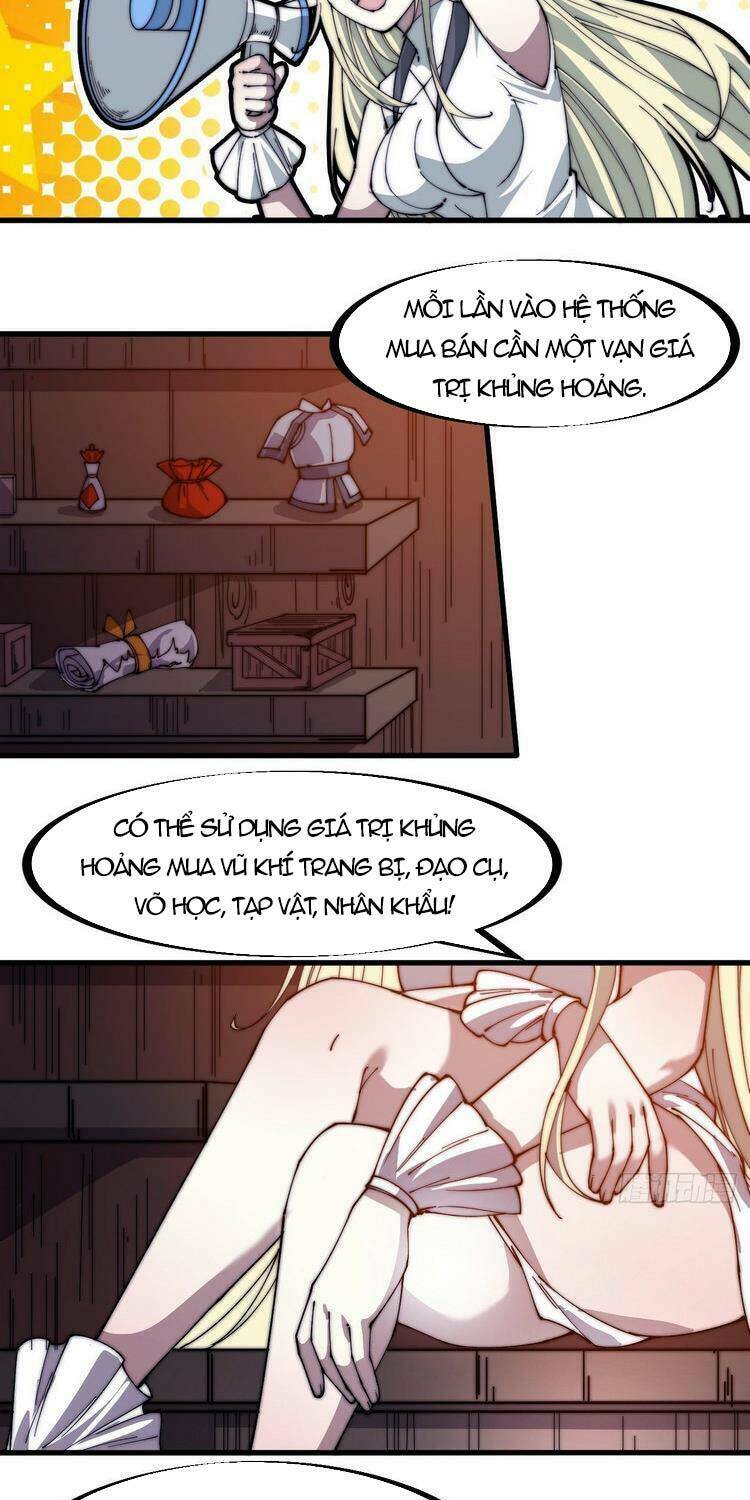 MỖI LẦN VÀO HỆ THỐNG
MUA BÁN CẦN MỘT VẠN GIÁ
TRỊ KHỦNG HOẢNG.
CÓ THỂ SỬ DỤNG GIÁ TRỊ KHỦNG
HOẢNG MUA VŨ KHÍ TRANG BỊ, ĐẠO CỤ,
VÕ HỌC, TẠP VẬT, NHÂN KHẨU!